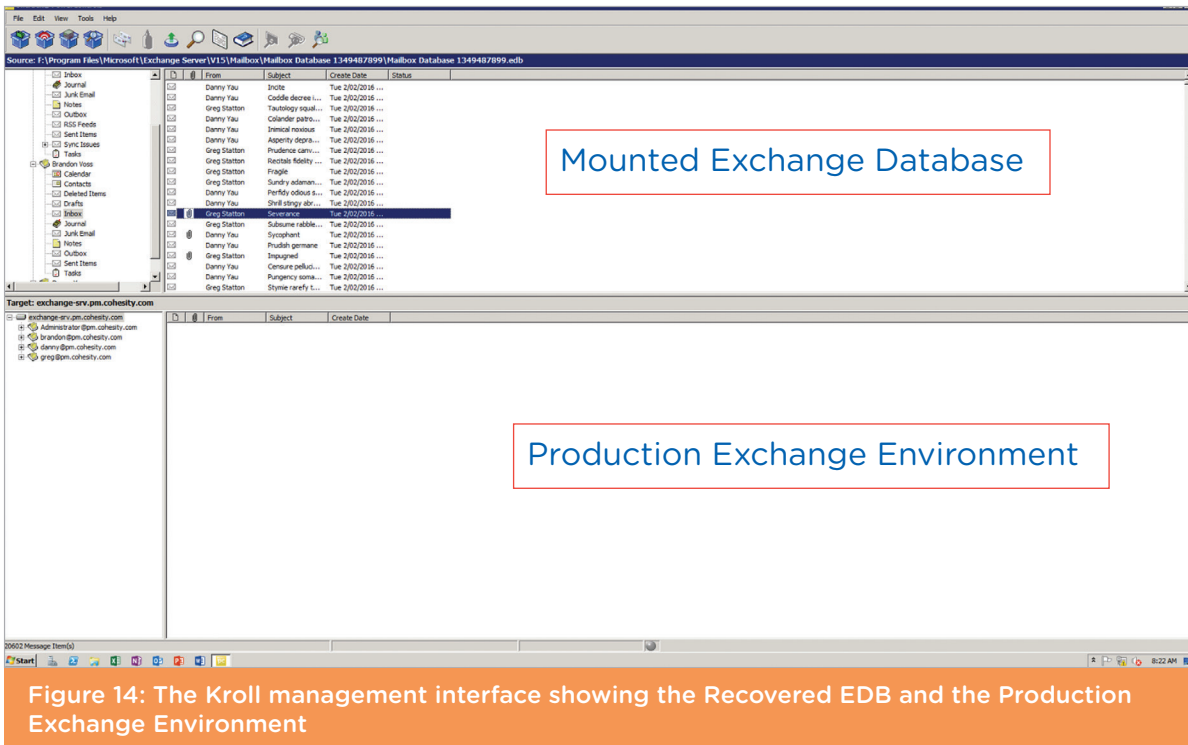 File Edit View Tools Help
Source: F:\Program Files\Microsoft\Exchange Server\V15\Mailbox\Mailbox Database 1349487899\Mailbox Database 1349487899.edb
Inbox
Journal
Junk Email
Notes
Outbox
RSS Feeds
Sent Items
Sync Issues
Tasks
Brandon Voss
Calendar
Contacts
Deleted Items
Drafts
Inbox
Journal
Junk Email
Notes
Outbox
Sent Items
Tasks
From Subject Create Date Status
Danny Yau Incite Tue 2/02/2016 ...
Danny Yau Coddle decree i... Tue 2/02/2016 ...
Greg Statton Tautology squal... Tue 2/02/2016 ...
Danny Yau Colander patro... Tue 2/02/2016 ...
Danny Yau Inimical noxious Tue 2/02/2016 ...
Danny Yau Asperity depra... Tue 2/02/2016 ...
Greg Statton Prudence canv... Tue 2/02/2016 ...
Greg Statton Recitals fidelity ... Tue 2/02/2016 ...
Greg Statton Fragile Tue 2/02/2016 ...
Greg Statton Sundry adaman... Tue 2/02/2016 ...
Danny Yau Perfidy odious s... Tue 2/02/2016 ...
Danny Yau Shrill stingy abr... Tue 2/02/2016 ...
Greg Statton Severance Tue 2/02/2016 ...
Greg Statton Subsume rabble... Tue 2/02/2016 ...
Danny Yau Sycophant Tue 2/02/2016 ...
Danny Yau Prudish germane Tue 2/02/2016 ...
Greg Statton Impugned Tue 2/02/2016 ...
Danny Yau Censure pelluci... Tue 2/02/2016 ...
Danny Yau Pungency soma... Tue 2/02/2016 ...
Greg Statton Stymie rarefy t... Tue 2/02/2016 ...
Mounted Exchange Database
Target: exchange-srv.pm.cohesity.com
exchange-srv.pm.cohesity.com
Administrator@pm.cohesity.com
brandon@pm.cohesity.com
danny@pm.cohesity.com
greg@pm.cohesity.com
From Subject Create Date
Production Exchange Environment
20602 Message Item(s)
Start
8:22 AM
Figure 14: The Kroll management interface showing the Recovered EDB and the Production
Exchange Environment